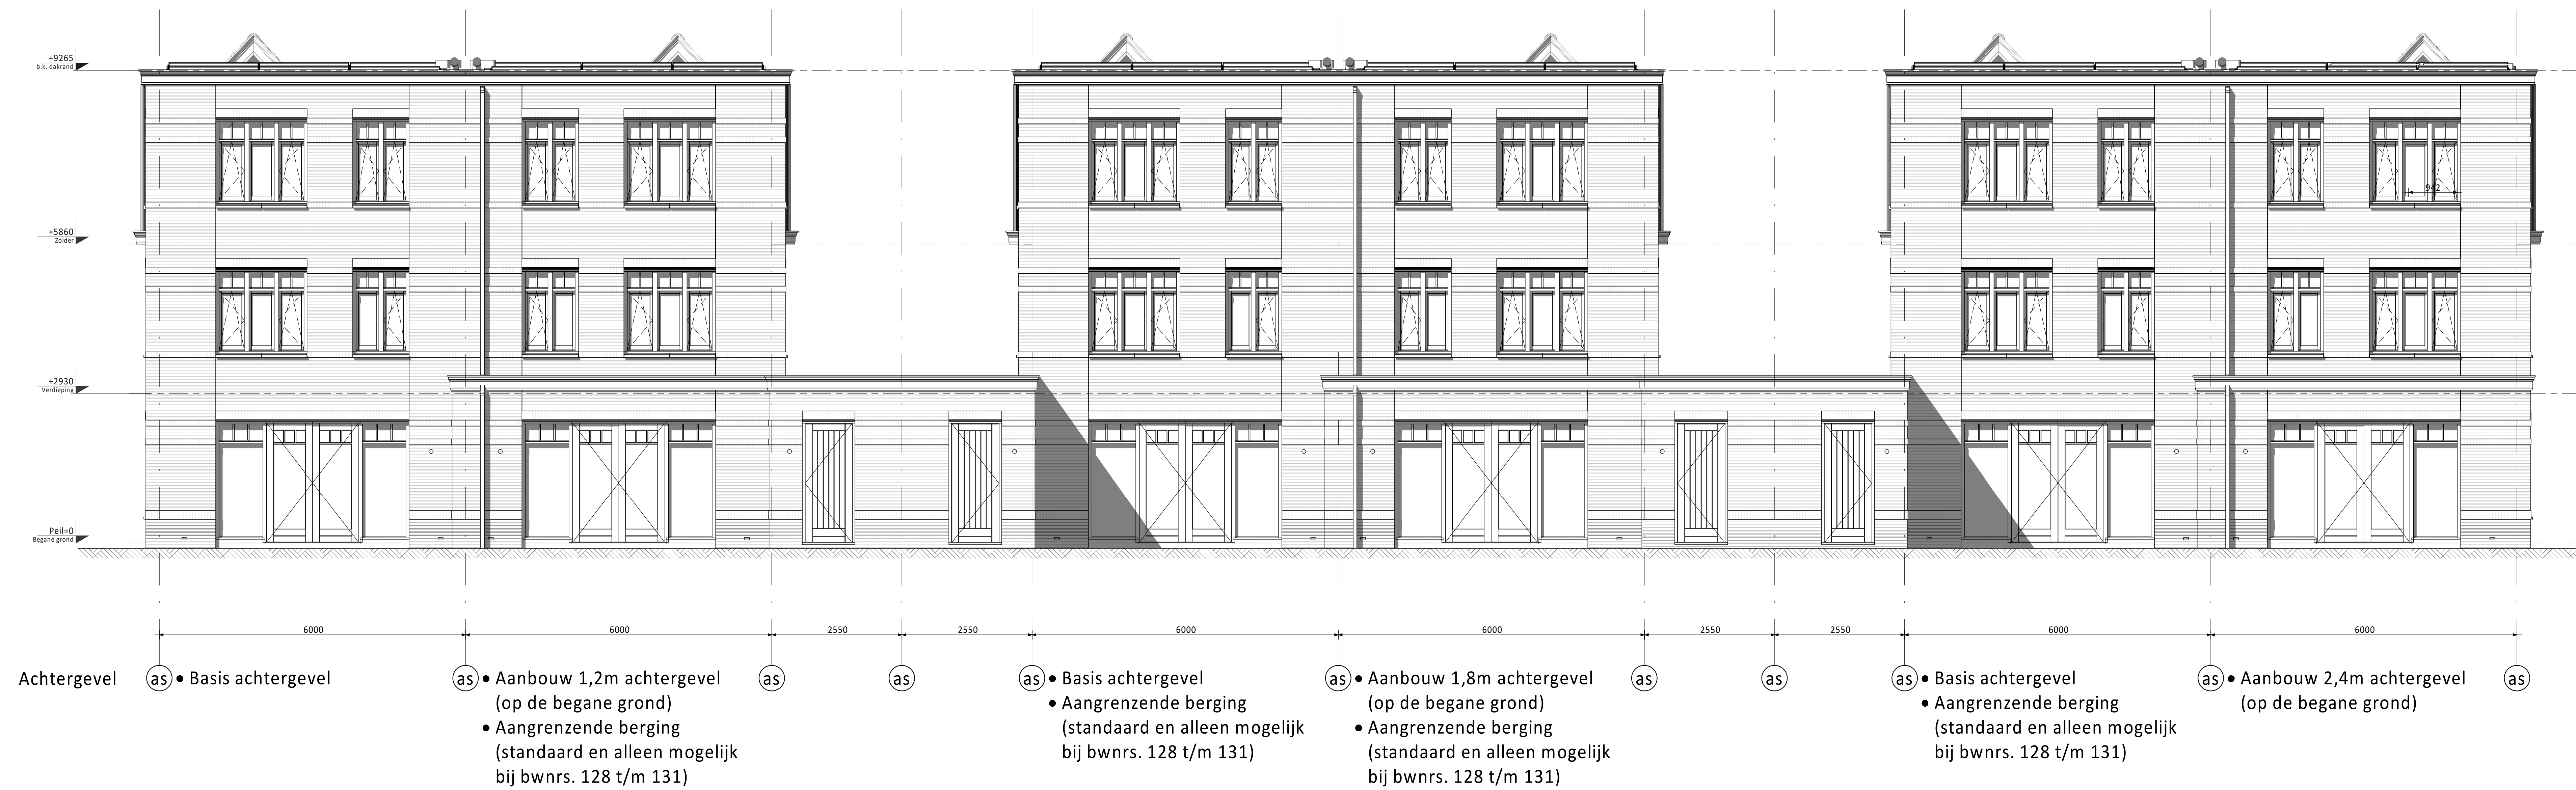 +9265
b.k. dakrand
942
+5860
Zolder
+2930
Verdieping
Peil=0
Begane grond
6000
6000
2550
2550
6000
6000
2550
2550
6000
6000
Achtergevel
as
• Basis achtergevel
as
• Aanbouw 1,2m achtergevel
(op de begane grond)
• Aangrenzende berging
(standaard en alleen mogelijk
bij bwnrs. 128 t/m 131)
as
as
as
• Basis achtergevel
• Aangrenzende berging
(standaard en alleen mogelijk
bij bwnrs. 128 t/m 131)
as
• Aanbouw 1,8m achtergevel
(op de begane grond)
• Aangrenzende berging
(standaard en alleen mogelijk
bij bwnrs. 128 t/m 131)
as
as
as
• Basis achtergevel
• Aangrenzende berging
(standaard en alleen mogelijk
bij bwnrs. 128 t/m 131)
as
• Aanbouw 2,4m achtergevel
(op de begane grond)
as